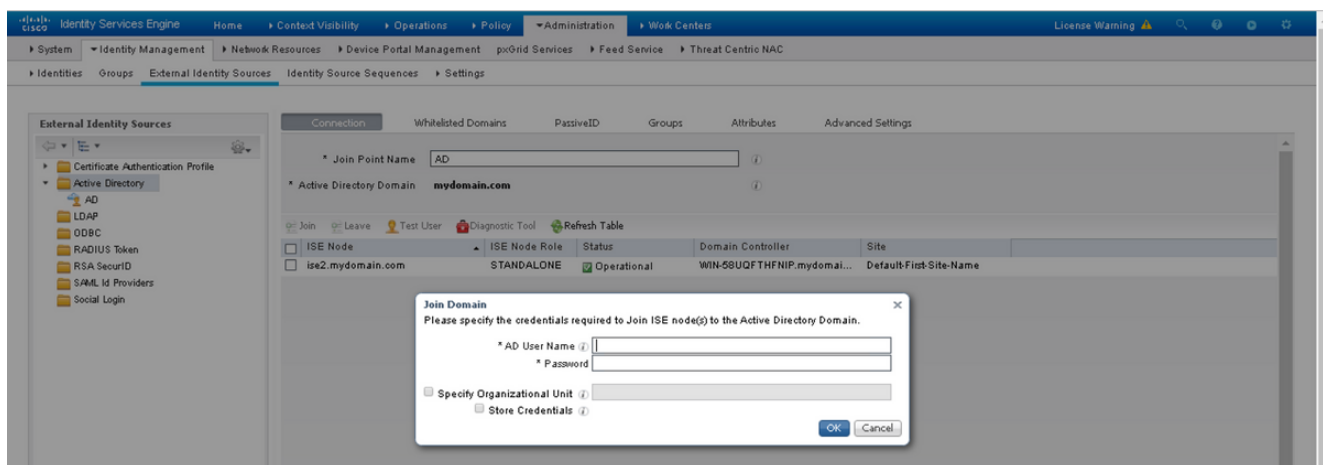 cisco Identity Services Engine Home Context Visibility Operations Policy Administration Work Centers License Warning
System Identity Management Network Resources Device Portal Management pxGrid Services Feed Service Threat Centric NAC
Identities Groups External Identity Sources Identity Source Sequences Settings
External Identity Sources
Certificate Authentication Profile
Active Directory
AD
LDAP
ODBC
RADIUS Token
RSA SecurID
SAML Id Providers
Social Login
Connection Whitelisted Domains PassiveID Groups Attributes Advanced Settings
* Join Point Name AD
* Active Directory Domain mydomain.com
Join Leave Test User Diagnostic Tool Refresh Table
ISE Node ISE Node Role Status Domain Controller Site
ise2.mydomain.com STANDALONE Operational WIN-58UQFTHFNIP.mydomai... Default-First-Site-Name
Join Domain
Please specify the credentials required to Join ISE node(s) to the Active Directory Domain.
* AD User Name
* Password
Specify Organizational Unit
Store Credentials
OK Cancel